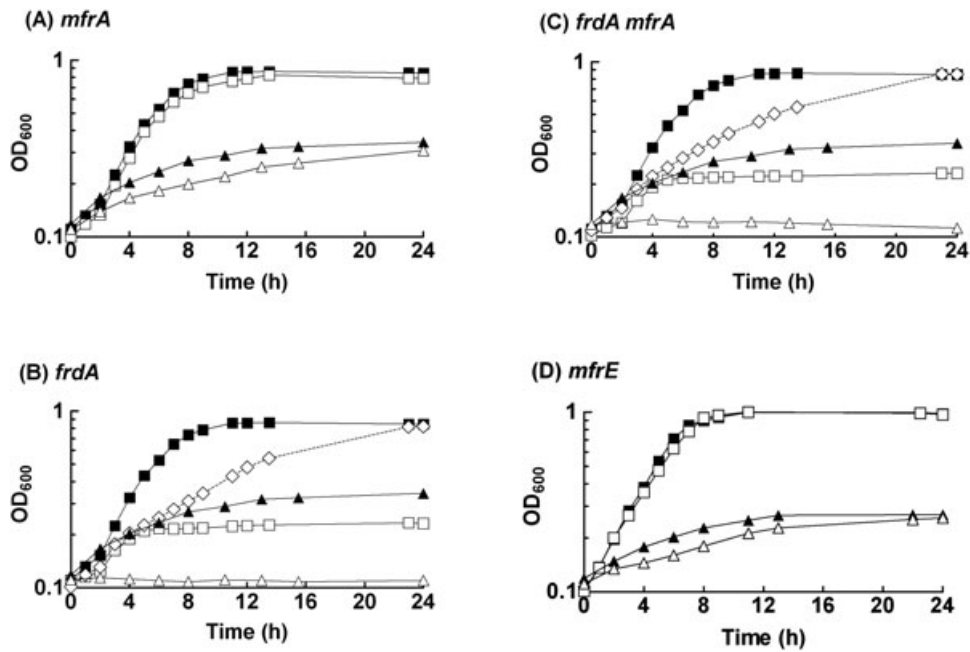 (A) mfrA
1
OD600
0.1
0 4 8 12 16 20 24
Time (h)
(B) frdA
1
OD600
0.1
0 4 8 12 16 20 24
Time (h)
(C) frdA mfrA
1
OD600
0.1
0 4 8 12 16 20 24
Time (h)
(D) mfrE
1
OD600
0.1
0 4 8 12 16 20 24
Time (h)